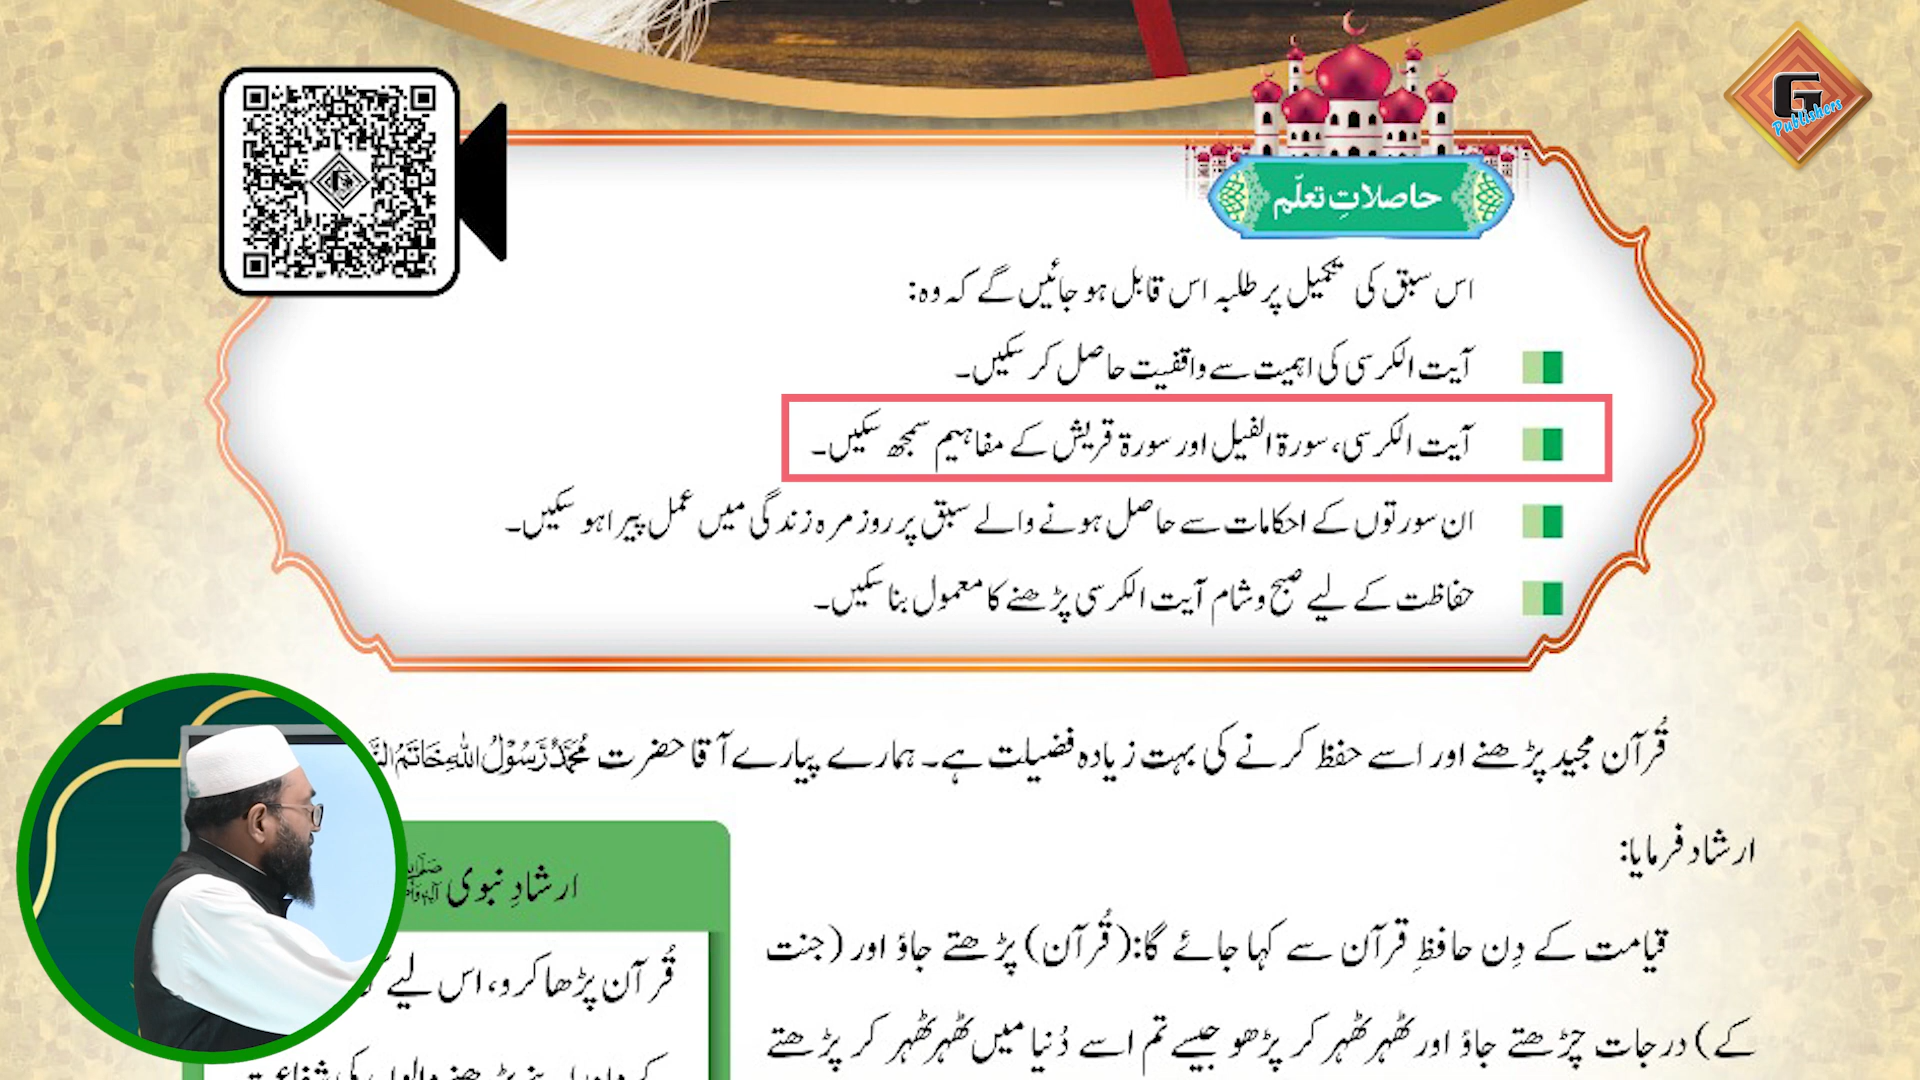 G Publishers
حاصلاتِ تعلّم
اس سبق کی تکمیل پر طلبہ اس قابل ہو جائیں گے کہ وہ:
آیت الکرسی کی اہمیت سے واقفیت حاصل کر سکیں۔
آیت الکرسی، سورۃ الفیل اور سورۃ قریش کے مفاہیم سمجھ سکیں۔
ان سورتوں کے احکامات سے حاصل ہونے والے سبق پر روز مرہ زندگی میں عمل پیرا ہو سکیں۔
حفاظت کے لیے صبح و شام آیت الکرسی پڑھنے کا معمول بنا سکیں۔
قُرآن مجید پڑھنے اور اسے حفظ کرنے کی بہت زیادہ فضیلت ہے۔ ہمارے پیارے آقا حضرت مُحَمَّدٌ رَّسُوْلُ اللّٰهِ خَاتَمُ
ارشاد فرمایا:
قیامت کے دِن حافظِ قرآن سے کہا جائے گا:(قُرآن) پڑھتے جاؤ اور (جنت
کے) درجات چڑھتے جاؤ اور ٹھہر ٹھہر کر پڑھو جیسے تم اسے دُنیا میں ٹھہر ٹھہر کر پڑھتے
ارشادِ نبوی
قُرآن پڑھا کرو، اس لیے